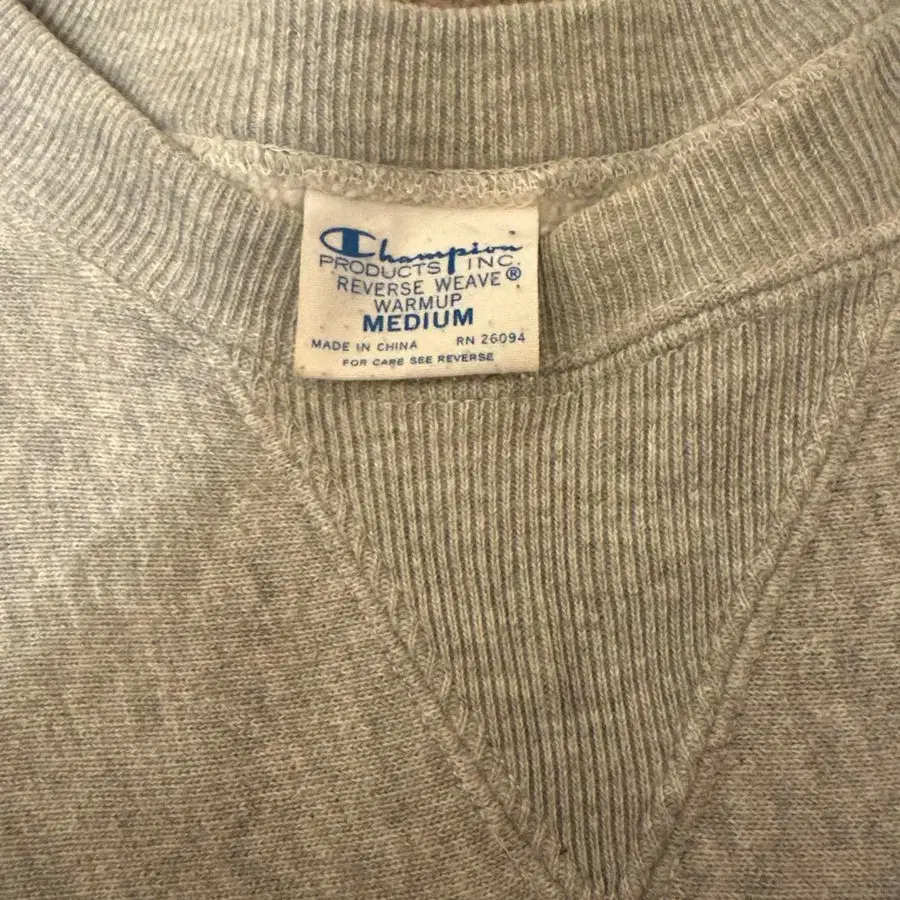 Champion
PRODUCTS INC.
REVERSE WEAVE®
WARMUP
MEDIUM
MADE IN CHINA RN 26094
FOR CARE SEE REVERSE